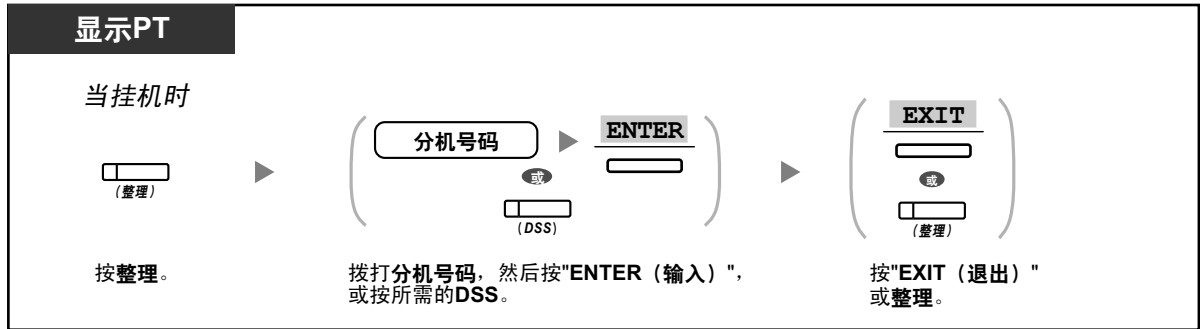 显示PT
当挂机时
分机号码
ENTER
EXIT
或
或
(整理)
(DSS)
(整理)
按整理。
拨打分机号码，然后按"ENTER（输入）",
或按所需的DSS。
按"EXIT（退出）"
或整理。